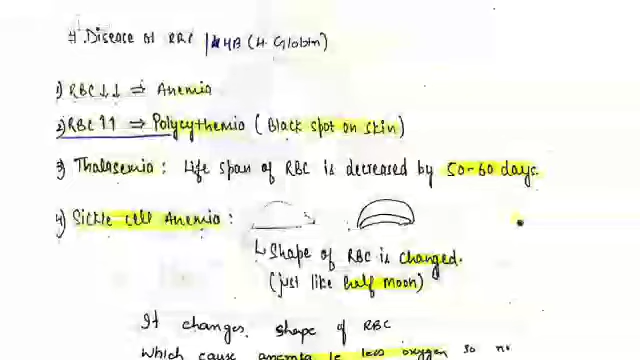 # Disease of RBC / HB (H. Globin)
1) RBC ↓↓ ⇒ Anemia
2) RBC ↑↑ ⇒ Polycythemia (Black spot on skin)
3) Thalasemia : Life span of RBC is decreased by 50-60 days.
4) Sickle cell Anemia :
↳ Shape of RBC is changed.
(just like half moon)
It changes shape of RBC
which cause anemia ie less oxygen so